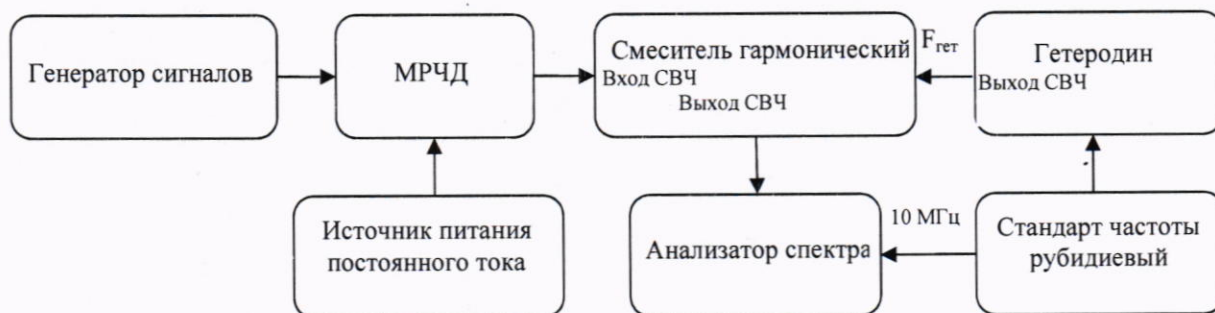 Генератор сигналов
МРЧД
Смеситель гармонический
Вход СВЧ
Выход СВЧ
Fгет
Гетеродин
Выход СВЧ
Источник питания
постоянного тока
Анализатор спектра
10 МГц
Стандарт частоты
рубидиевый